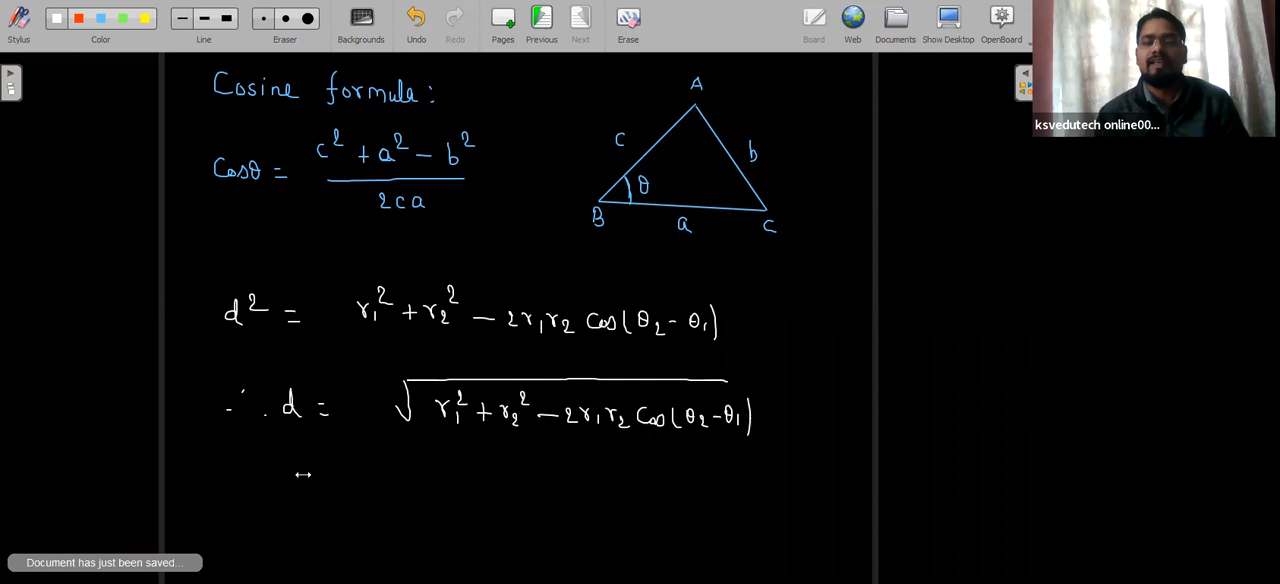 Stylus Color Line Eraser Backgrounds Undo Redo Pages Previous Next Erase Board Web Documents Show Desktop OpenBoard
ksvedutech online00...
Cosine formula:
A
c
b
Cosθ = c² + a² - b² / 2ca
θ
B
a
C
d² = r₁² + r₂² - 2r₁r₂ Cos(θ₂ - θ₁)
∴ d = √r₁² + r₂² - 2r₁r₂ Cos(θ₂ - θ₁)
Document has just been saved...